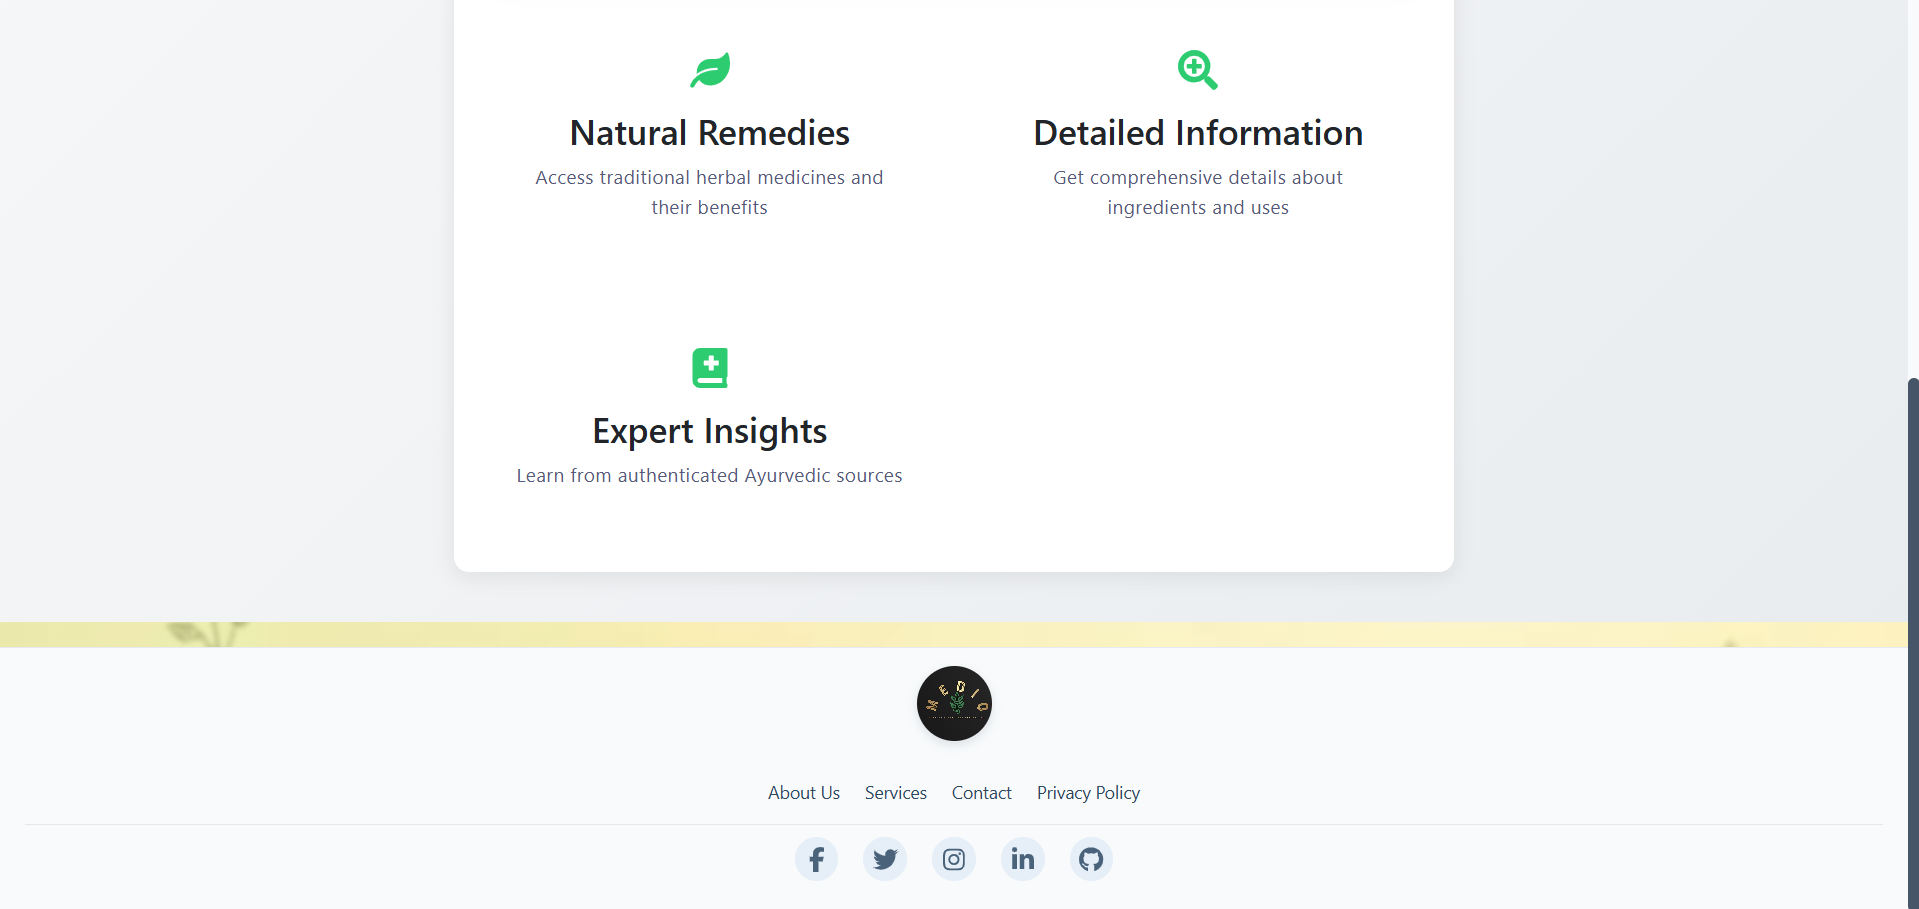 Natural Remedies
Access traditional herbal medicines and
their benefits
Detailed Information
Get comprehensive details about
ingredients and uses
Expert Insights
Learn from authenticated Ayurvedic sources
MEDIC
About Us Services Contact Privacy Policy